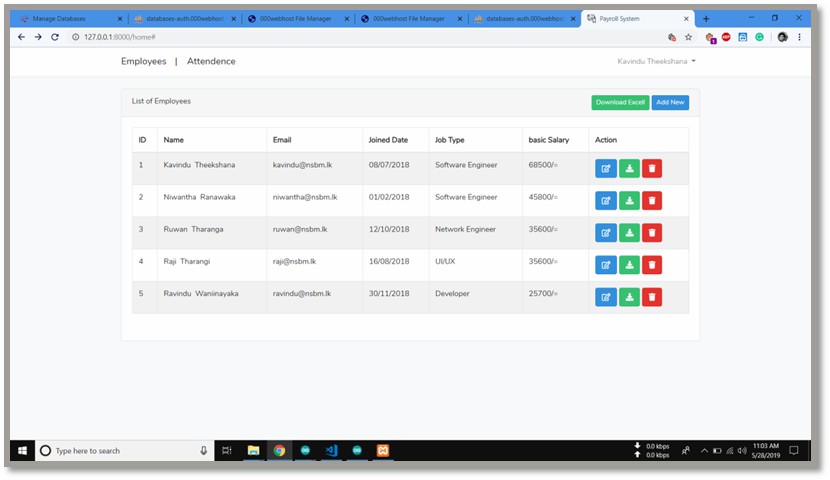 Manage Databases
databases-auth.000webhost
000webhost File Manager
000webhost File Manager
databases-auth.000webhost
Payroll System
127.0.0.1:8000/home#
Employees | Attendence
Kavindu Theekshana
List of Employees
Download Excell
Add New
ID Name Email Joined Date Job Type basic Salary Action
1 Kavindu Theekshana kavindu@nsbm.lk 08/07/2018 Software Engineer 68500/=
2 Niwantha Ranawaka niwantha@nsbm.lk 01/02/2018 Software Engineer 45800/=
3 Ruwan Tharanga ruwan@nsbm.lk 12/10/2018 Network Engineer 35600/=
4 Raji Tharangi raji@nsbm.lk 16/08/2018 UI/UX 35600/=
5 Ravindu Waniinayaka ravindu@nsbm.lk 30/11/2018 Developer 25700/=
Type here to search
0.0 kbps
0.0 kbps
11:03 AM
5/28/2019